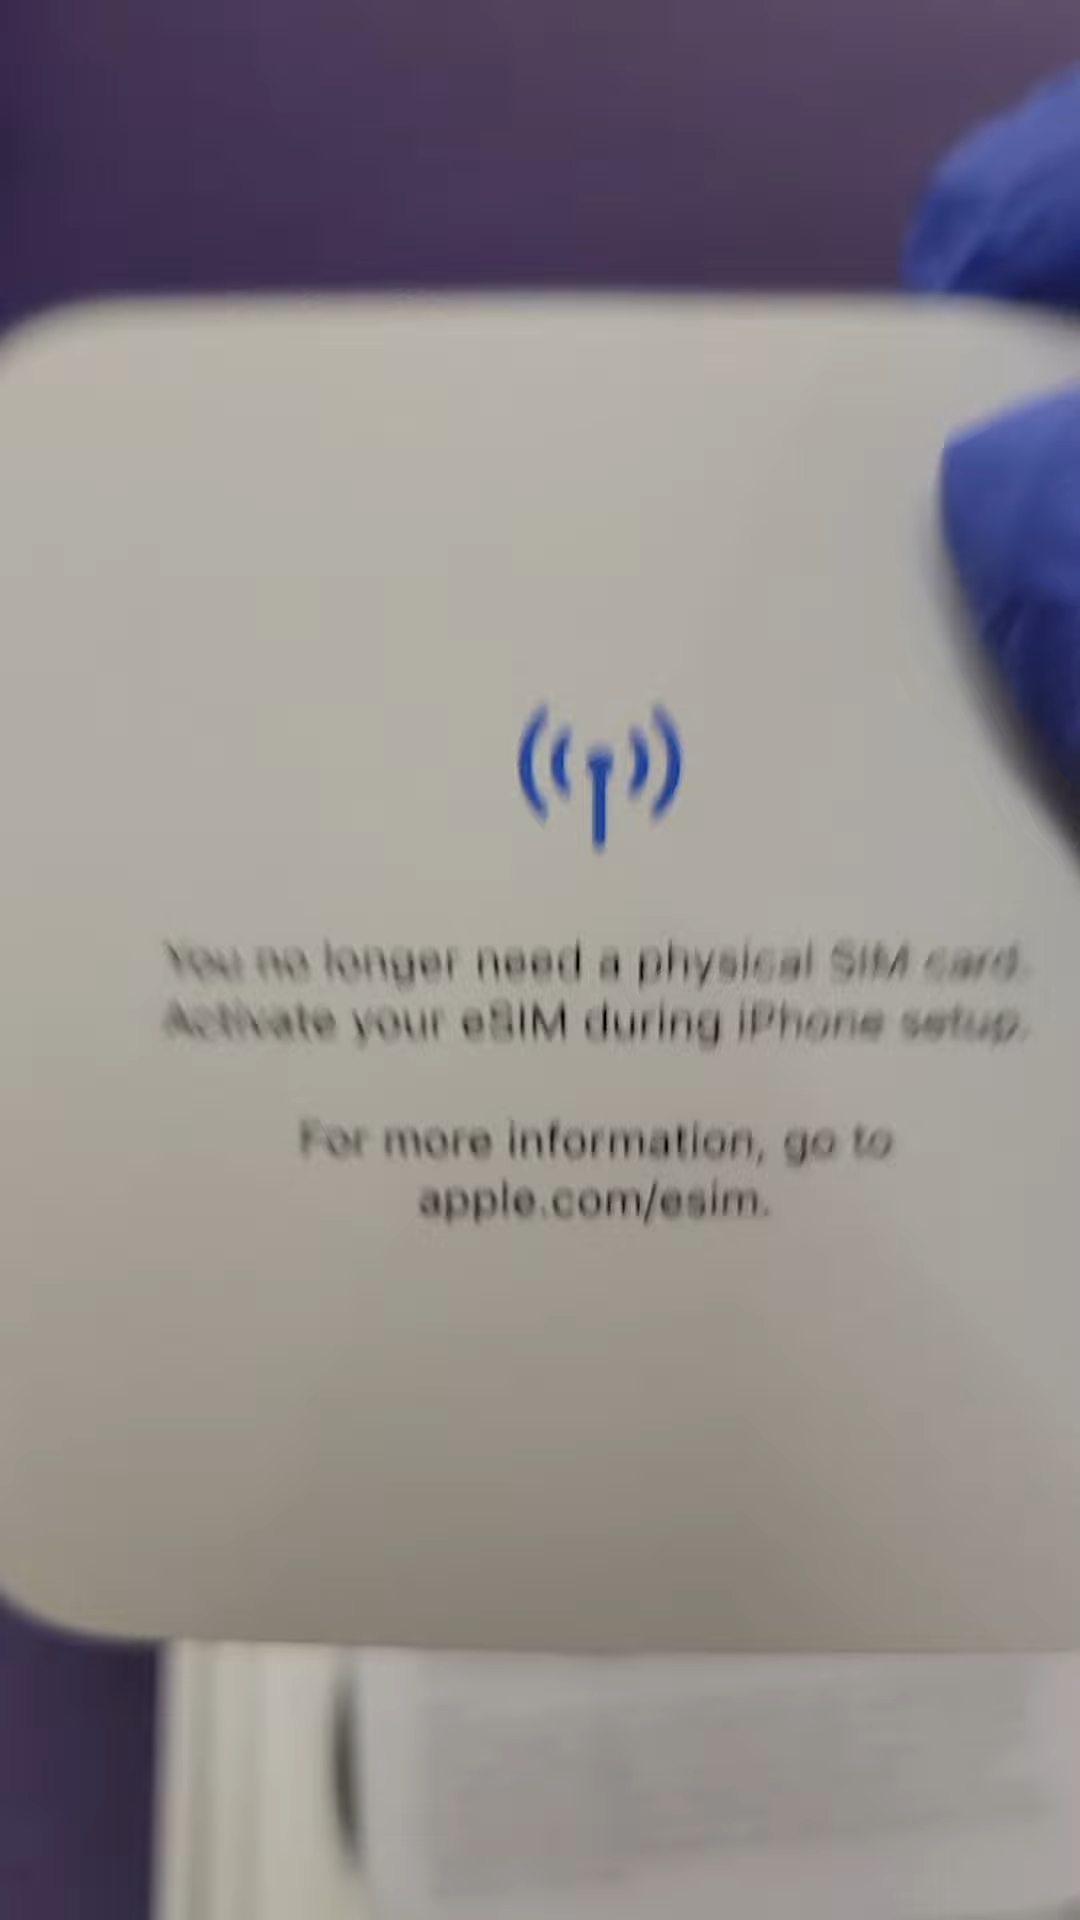 You no longer need a physical SIM card.
Activate your eSIM during iPhone setup.
For more information, go to
apple.com/esim.